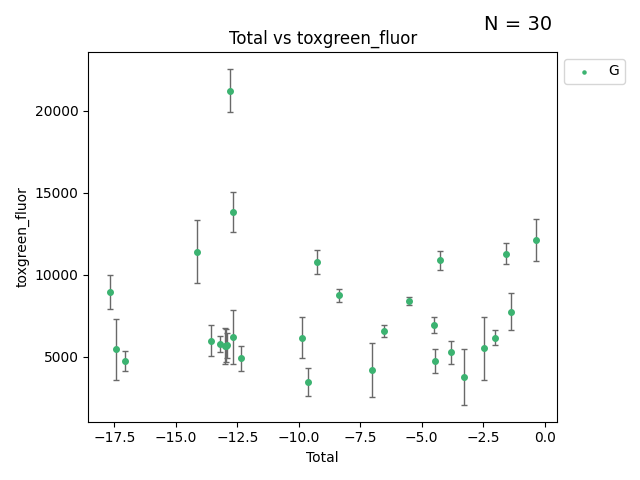 N = 30
Total vs toxgreen_fluor
G
toxgreen_fluor
20000
15000
10000
5000
−17.5 −15.0 −12.5 −10.0 −7.5 −5.0 −2.5 0.0
Total